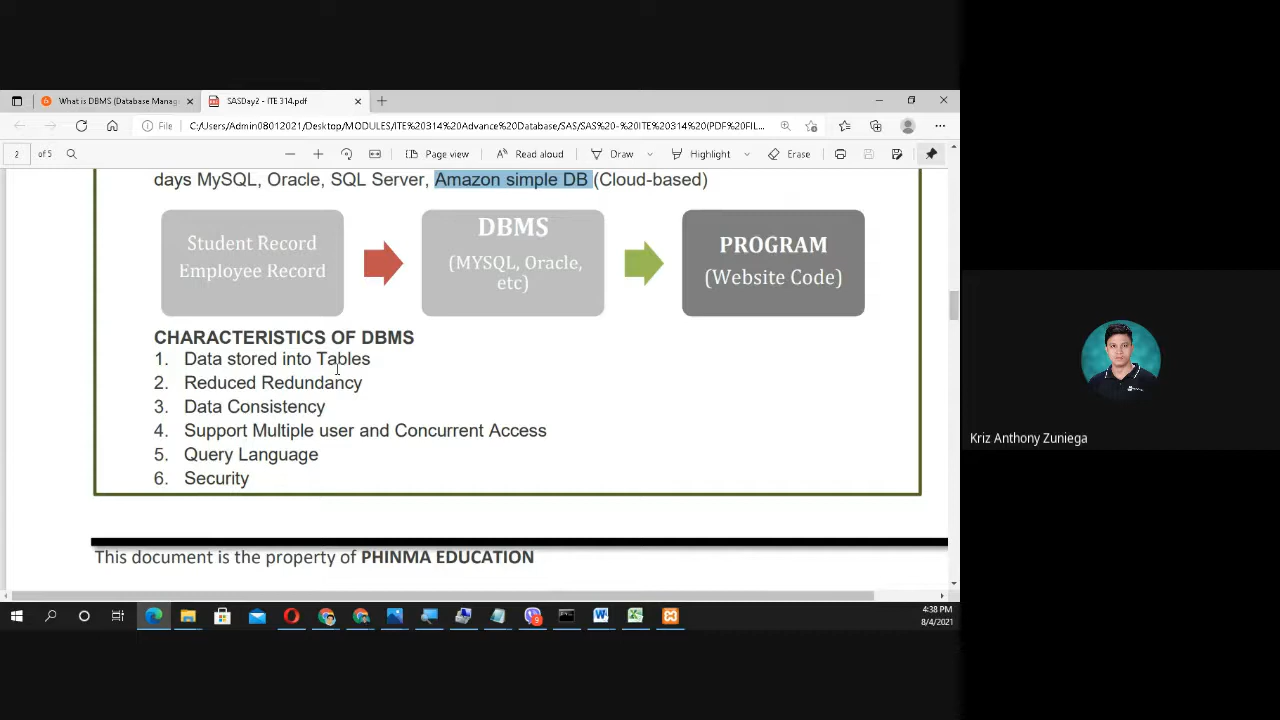 What is DBMS (Database Manag
SASDay2 - ITE 314.pdf
File
C:/Users/Admin08012021/Desktop/MODULES/ITE%20314%20Advance%20Database/SAS/SAS%20-%20ITE%20314%20(PDF%20FIL...
2 of 5
Page view
Read aloud
Draw
Highlight
Erase
days MySQL, Oracle, SQL Server, Amazon simple DB (Cloud-based)
Student Record
Employee Record
DBMS
(MYSQL, Oracle,
etc)
PROGRAM
(Website Code)
CHARACTERISTICS OF DBMS
1. Data stored into Tables
2. Reduced Redundancy
3. Data Consistency
4. Support Multiple user and Concurrent Access
5. Query Language
6. Security
This document is the property of PHINMA EDUCATION
Kriz Anthony Zuniega
9
4:38 PM
8/4/2021